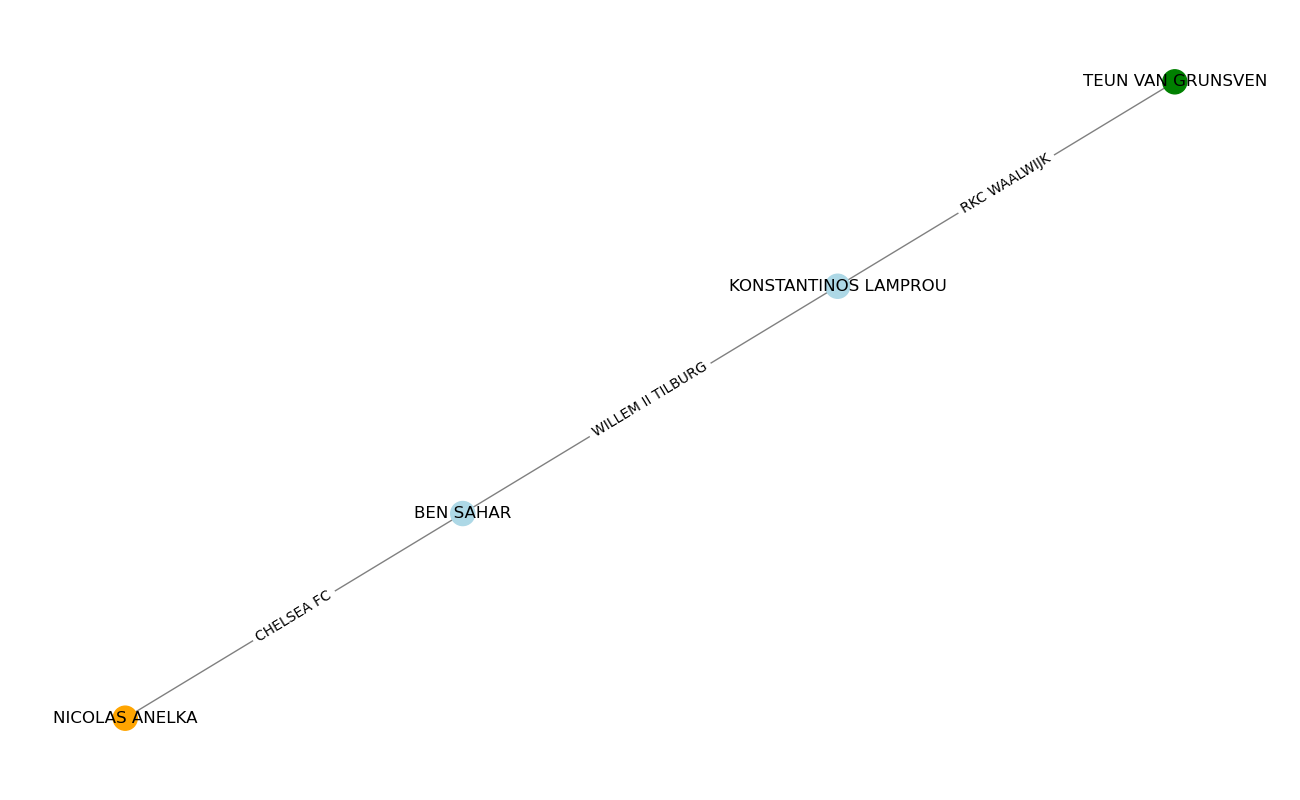 TEUN VAN GRUNSVEN
RKC WAALWIJK
KONSTANTINOS LAMPROU
WILLEM II TILBURG
BEN SAHAR
CHELSEA FC
NICOLAS ANELKA